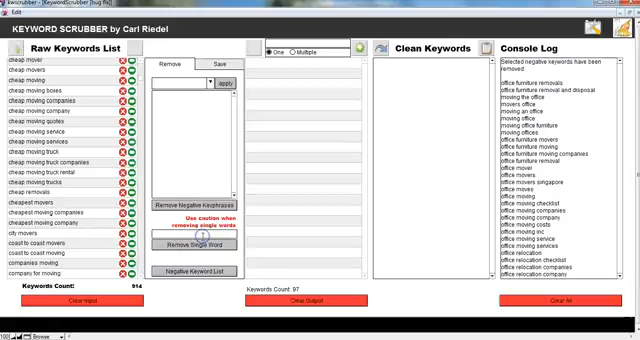 kwscrubber - [KeywordScrubber [bug fix]]
Edit
KEYWORD SCRUBBER by Carl Riedel
Raw Keywords List
cheap mover
cheap movers
cheap moving
cheap moving boxes
cheap moving companies
cheap moving company
cheap moving quotes
cheap moving service
cheap moving services
cheap moving truck
cheap moving truck companies
cheap moving truck rental
cheap moving trucks
cheap removals
cheapest movers
cheapest moving companies
cheapest moving company
city movers
coast to coast movers
coast to coast moving
companies moving
company for moving
Keywords Count: 914
Clear Input
Remove
Save
apply
Remove Negative Keyphrases
Use caution when
removing single words
Remove Single Word
Negative Keyword List
One
Multiple
Keywords Count: 97
Clear Output
Clean Keywords
Console Log
Selected negative keywords have been
removed
office furniture removals
office furniture removal and disposal
moving the office
movers office
moving an office
moving office
moving office furniture
moving offices
office furniture movers
office furniture moving
office furniture moving companies
office furniture removal
office mover
office movers
office movers singapore
office moves
office moving
office moving checklist
office moving companies
office moving company
office moving costs
office moving inc
office moving service
office moving services
office relocation
office relocation checklist
office relocation companies
office relocation company
Clear All
100
Browse